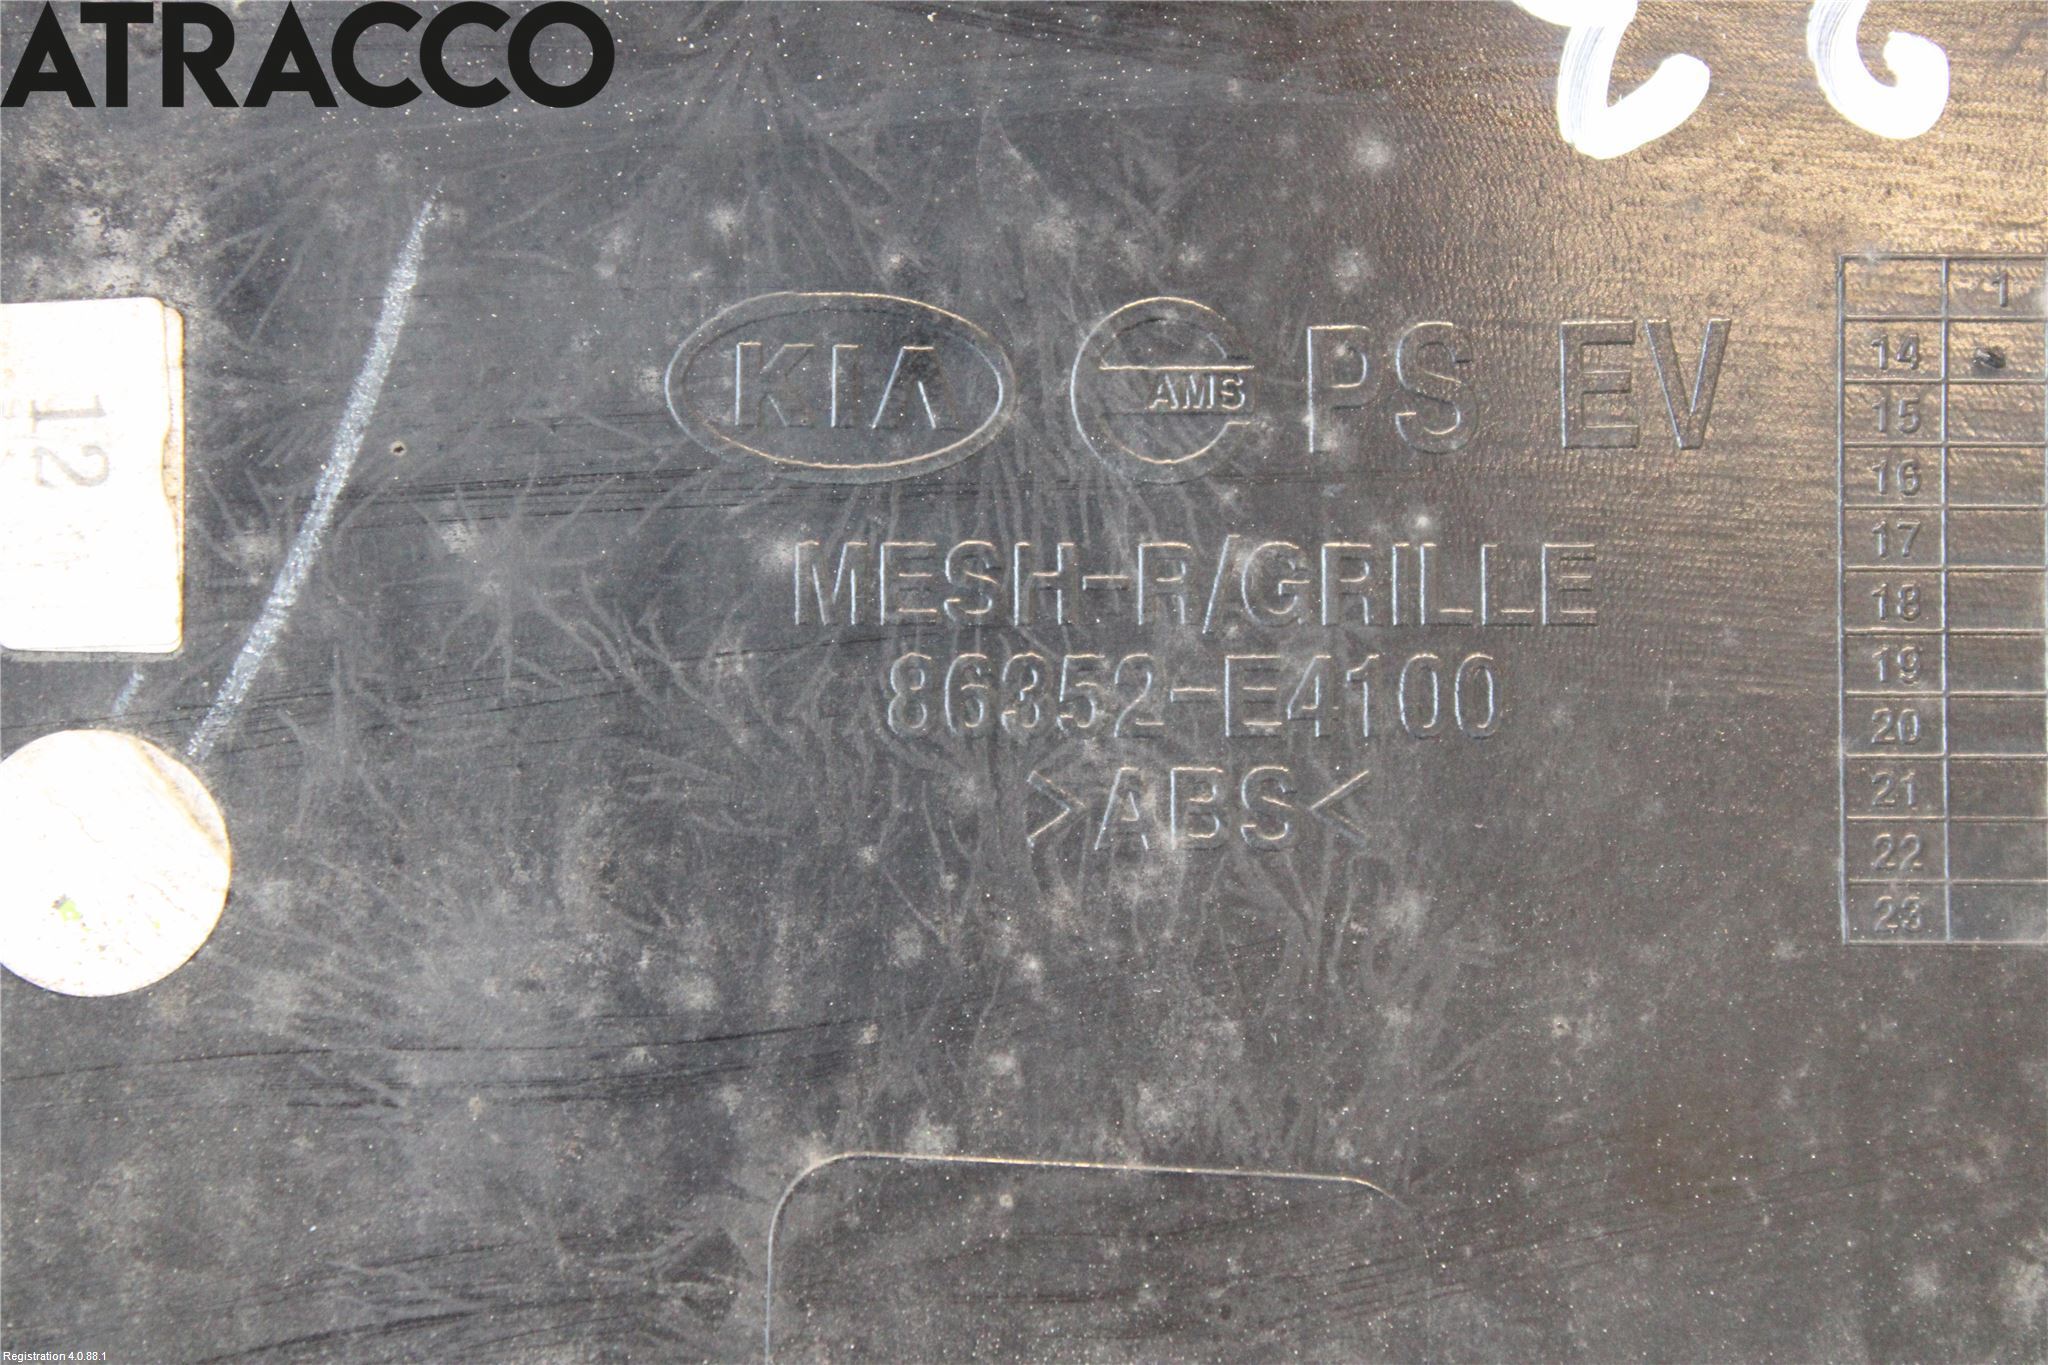 ATRACCO
KIA AMS PS EV
MESH-R/GRILLE
86352-E4100
>ABS<
12
1
14
15
16
17
18
19
20
21
22
23
Registration 4.0.88.1